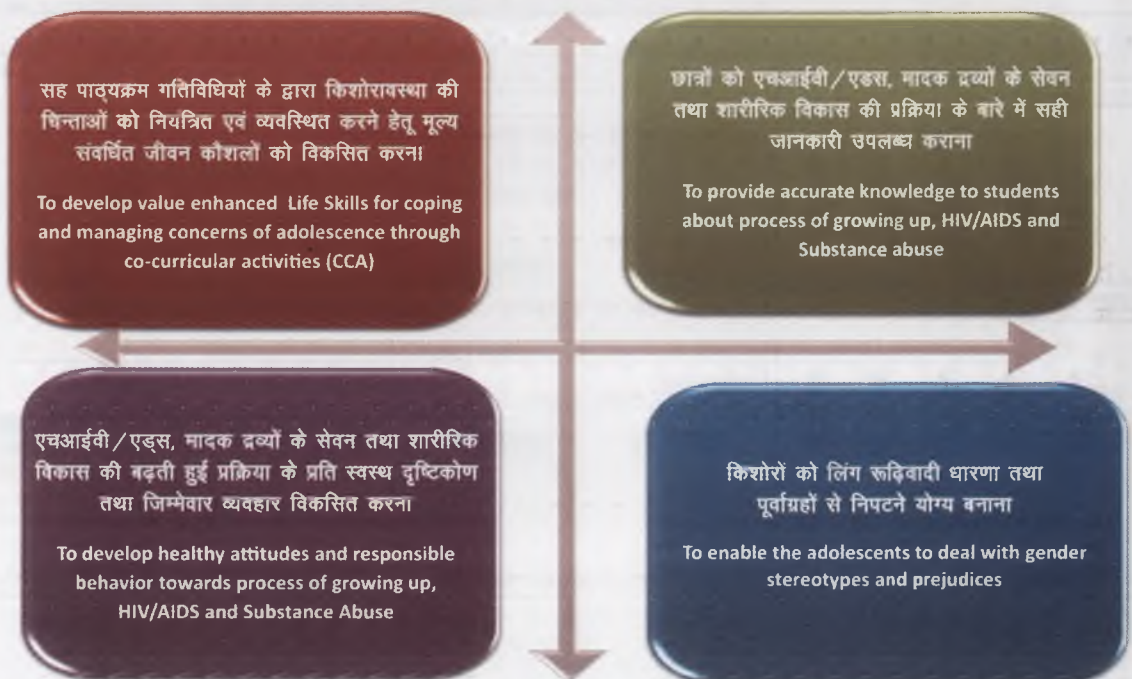 सह पाठ्यक्रम गतिविधियों के द्वारा किशोरावस्था की
चिन्ताओं को नियंत्रित एवं व्यवस्थित करने हेतू मूल्य
संवर्धित जीवन कौशलों को विकसित करना
To develop value enhanced Life Skills for coping
and managing concerns of adolescence through
co-curricular activities (CCA)
छात्रों को एचआईवी/एडस, मादक द्रव्यों के सेवन
तथा शारीरिक विकास की प्रक्रिया के बारे में सही
जानकारी उपलब्ध कराना
To provide accurate knowledge to students
about process of growing up, HIV/AIDS and
Substance abuse
एचआईवी/एड्स, मादक द्रव्यों के सेवन तथा शारीरिक
विकास की बढ़ती हुई प्रक्रिया के प्रति स्वस्थ दृष्टिकोण
तथा जिम्मेवार व्यवहार विकसित करना
To develop healthy attitudes and responsible
behavior towards process of growing up,
HIV/AIDS and Substance Abuse
किशोरों को लिंग रूढ़िवादी धारणा तथा
पूर्वाग्रहों से निपटने योग्य बनाना
To enable the adolescents to deal with gender
stereotypes and prejudices